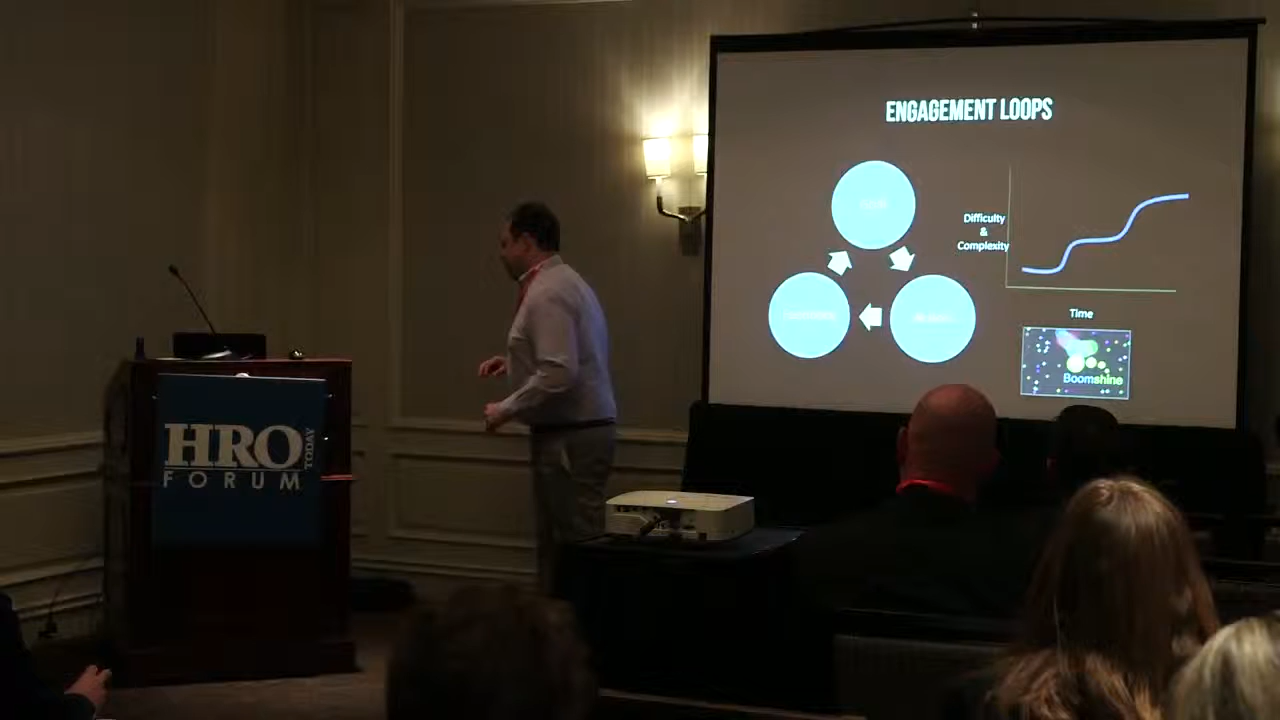 HRO
TODAY
FORUM
ENGAGEMENT LOOPS
Difficulty
&
Complexity
Time
Boomshine